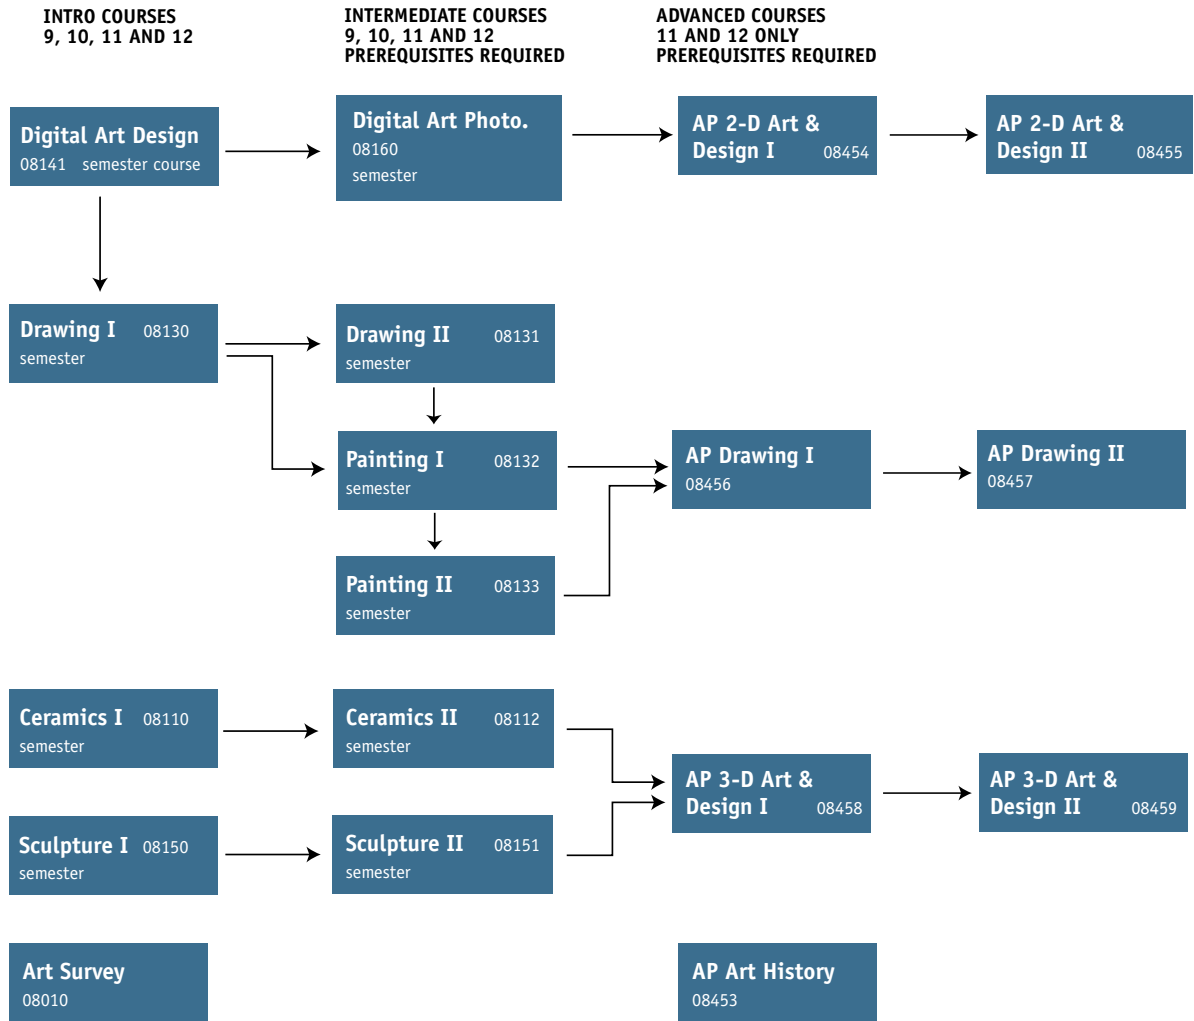 INTRO COURSES
9, 10, 11 AND 12
INTERMEDIATE COURSES
9, 10, 11 AND 12
PREREQUISITES REQUIRED
ADVANCED COURSES
11 AND 12 ONLY
PREREQUISITES REQUIRED
Digital Art Design
08141 semester course
Digital Art Photo.
08160
semester
AP 2-D Art &
Design I 08454
AP 2-D Art &
Design II 08455
Drawing I 08130
semester
Drawing II 08131
semester
Painting I 08132
semester
AP Drawing I
08456
AP Drawing II
08457
Painting II 08133
semester
Ceramics I 08110
semester
Ceramics II 08112
semester
AP 3-D Art &
Design I 08458
AP 3-D Art &
Design II 08459
Sculpture I 08150
semester
Sculpture II 08151
semester
Art Survey
08010
AP Art History
08453